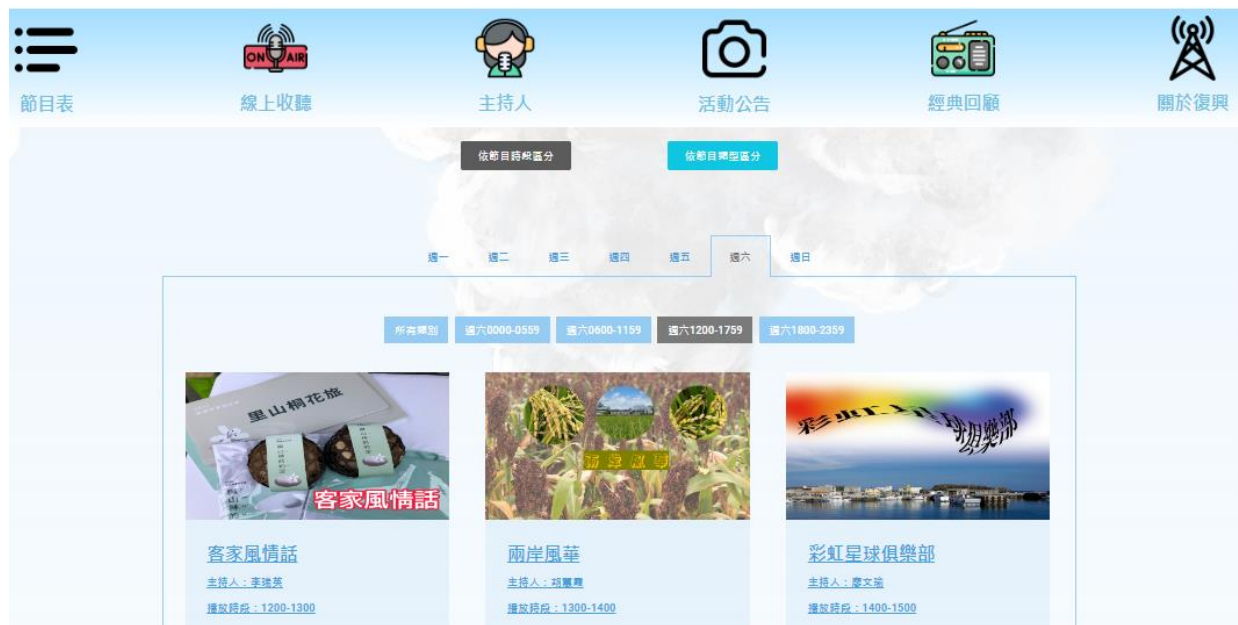 ON AIR
節目表
線上收聽
主持人
活動公告
經典回顧
關於復興
依節目時段區分
依節目類型區分
週一
週二
週三
週四
週五
週六
週日
所有類別
週六0000-0559
週六0600-1159
週六1200-1759
週六1800-2359
里山桐花旅
客家風情話
兩岸風華
彩虹星球俱樂部
客家風情話
兩岸風華
彩虹星球俱樂部
主持人：李瑞英
主持人：胡麗霞
主持人：廖文瑜
播放時段：1200-1300
播放時段：1300-1400
播放時段：1400-1500